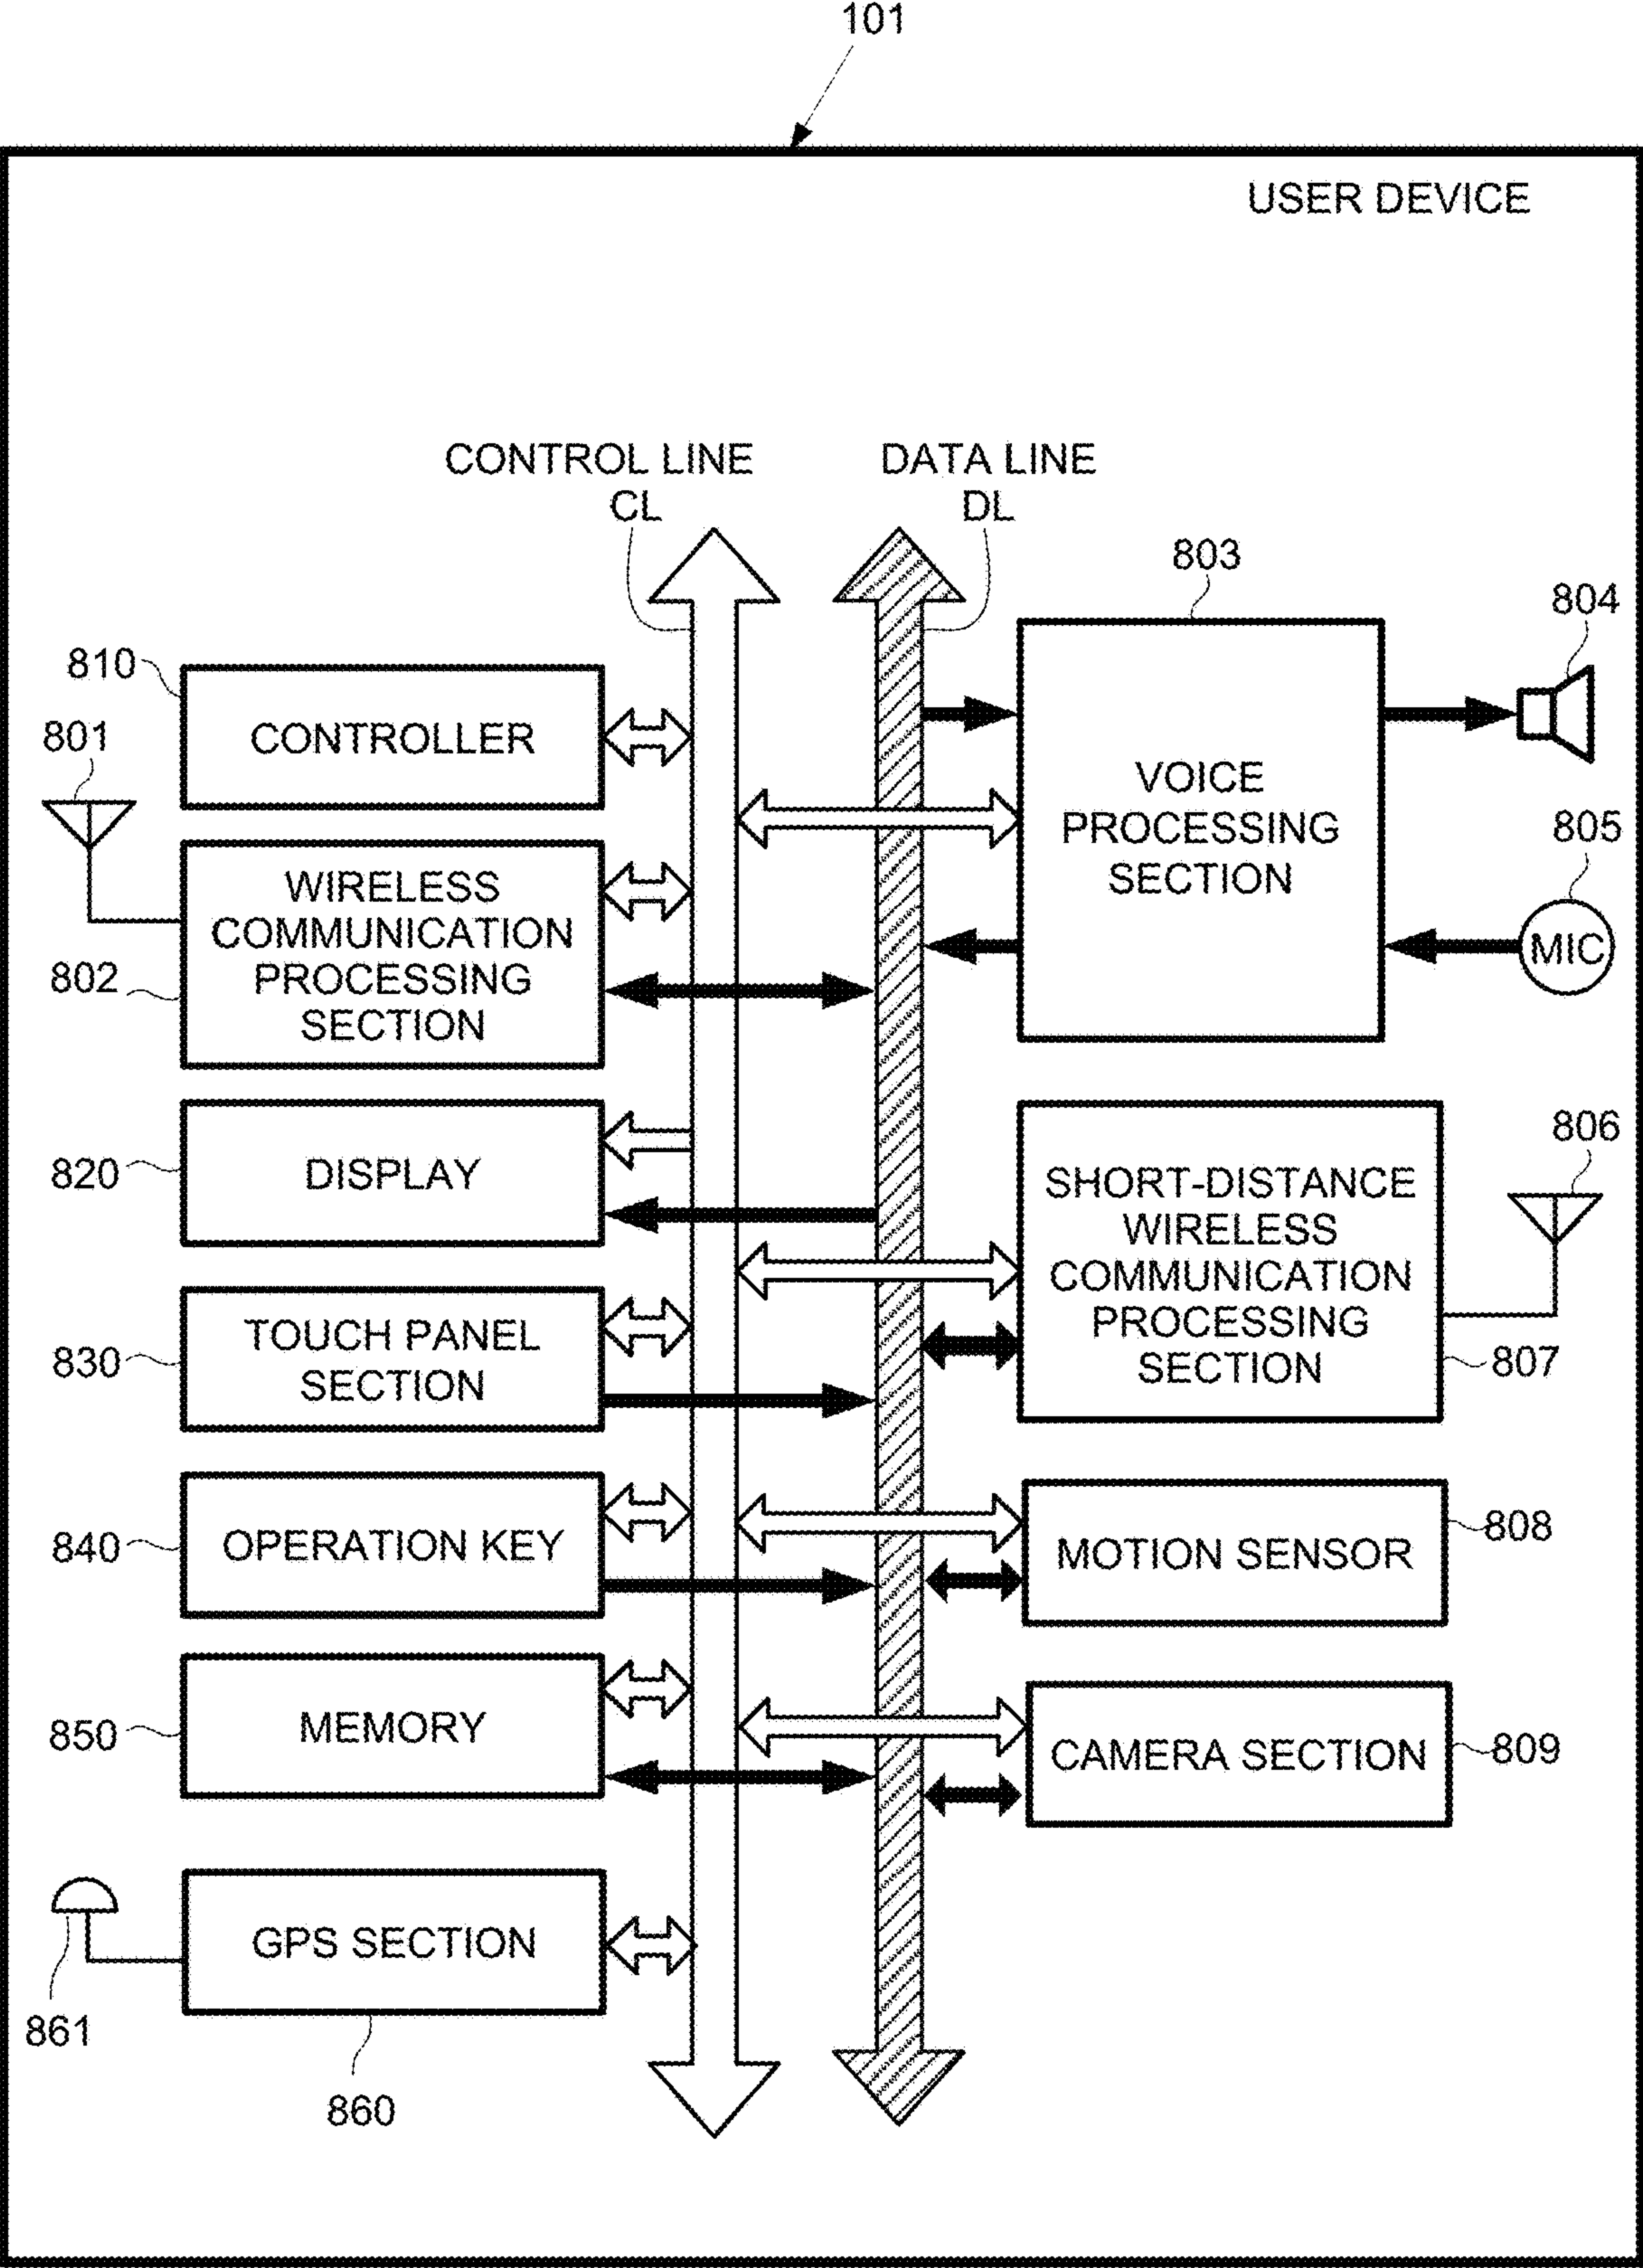 101
USER DEVICE
CONTROL LINE
CL
DATA LINE
DL
803
804
810
CONTROLLER
801
VOICE
PROCESSING
SECTION
805
MIC
WIRELESS
COMMUNICATION
PROCESSING
SECTION
802
820
DISPLAY
806
SHORT-DISTANCE
WIRELESS
COMMUNICATION
PROCESSING
SECTION
807
830
TOUCH PANEL
SECTION
840
OPERATION KEY
808
MOTION SENSOR
850
MEMORY
809
CAMERA SECTION
GPS SECTION
861
860